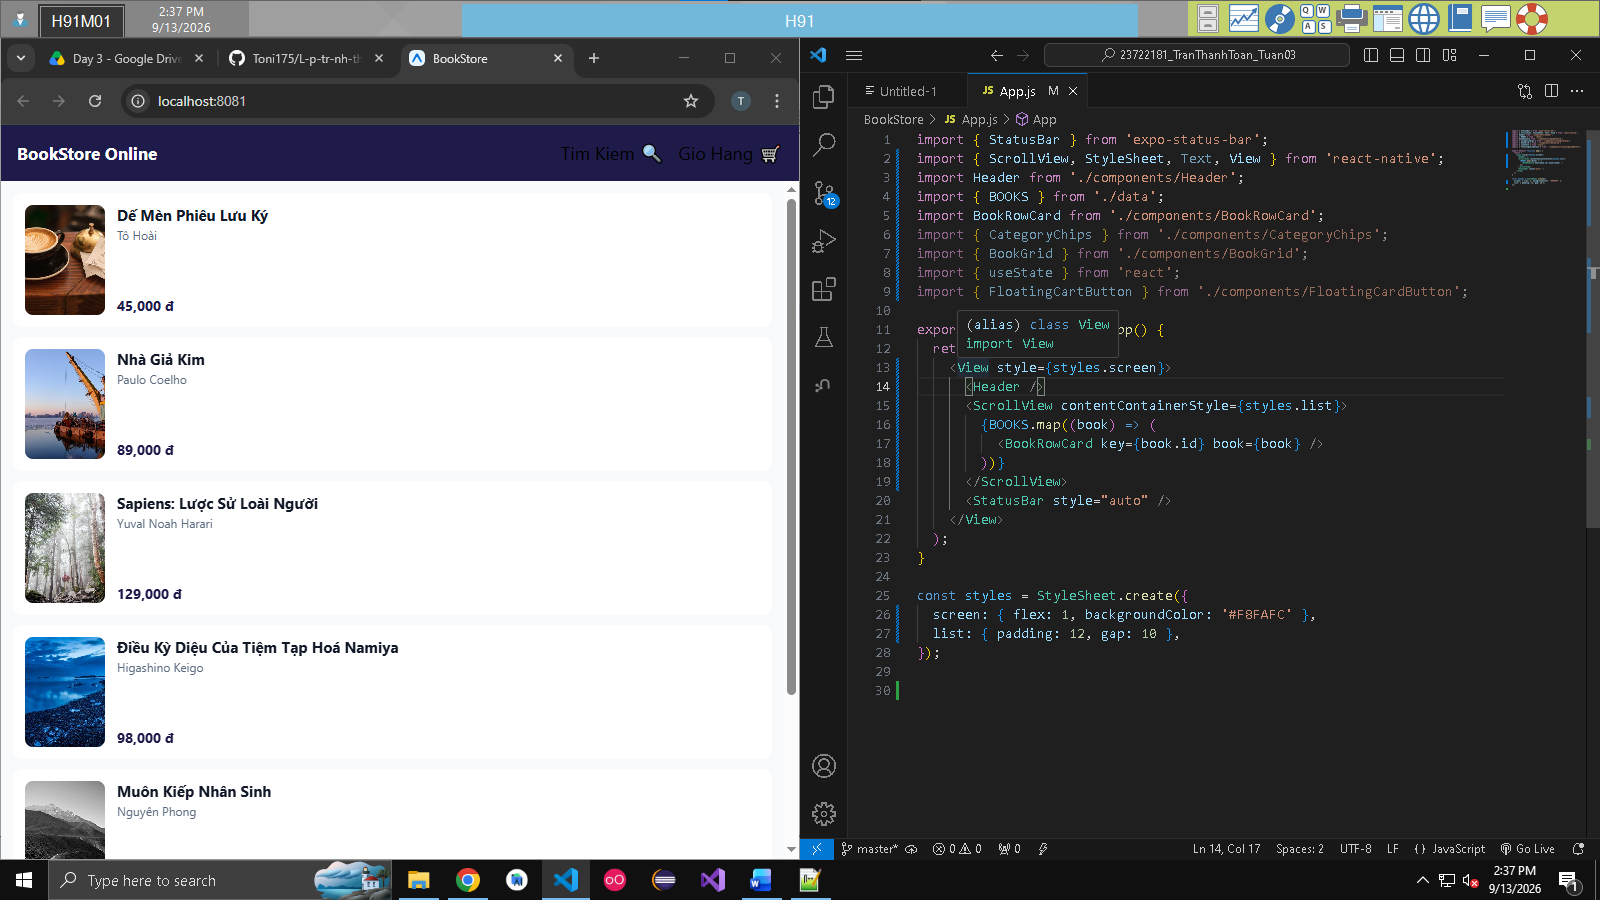 H91M01
2:37 PM
9/13/2026
H91
Day 3 - Google Drive
Toni175/L-p-tr-nh-th
BookStore
localhost:8081
T
BookStore Online
Tim Kiem
Gio Hang
Dế Mèn Phiêu Lưu Ký
Tô Hoài
45,000 đ
Nhà Giả Kim
Paulo Coelho
89,000 đ
Sapiens: Lược Sử Loài Người
Yuval Noah Harari
129,000 đ
Điều Kỳ Diệu Của Tiệm Tạp Hoá Namiya
Higashino Keigo
98,000 đ
Muôn Kiếp Nhân Sinh
Nguyên Phong
23722181_TranThanhToan_Tuan03
Untitled-1
JS App.js M
BookStore > JS App.js > App
12
1 import { StatusBar } from 'expo-status-bar';
2 import { ScrollView, StyleSheet, Text, View } from 'react-native';
3 import Header from './components/Header';
4 import { BOOKS } from './data';
5 import BookRowCard from './components/BookRowCard';
6 import { CategoryChips } from './components/CategoryChips';
7 import { BookGrid } from './components/BookGrid';
8 import { useState } from 'react';
9 import { FloatingCartButton } from './components/FloatingCardButton';
10
(alias) class View
import View
11 expor pp() {
12 ret
13 <View style={styles.screen}>
14 <Header />
15 <ScrollView contentContainerStyle={styles.list}>
16 {BOOKS.map((book) => (
17 <BookRowCard key={book.id} book={book} />
18 ))}
19 </ScrollView>
20 <StatusBar style="auto" />
21 </View>
22 );
23 }
24
25 const styles = StyleSheet.create({
26 screen: { flex: 1, backgroundColor: '#F8FAFC' },
27 list: { padding: 12, gap: 10 },
28 });
29
30
master* 0 0 0
Ln 14, Col 17 Spaces: 2 UTF-8 LF {} JavaScript Go Live
Type here to search
2:37 PM
9/13/2026
1